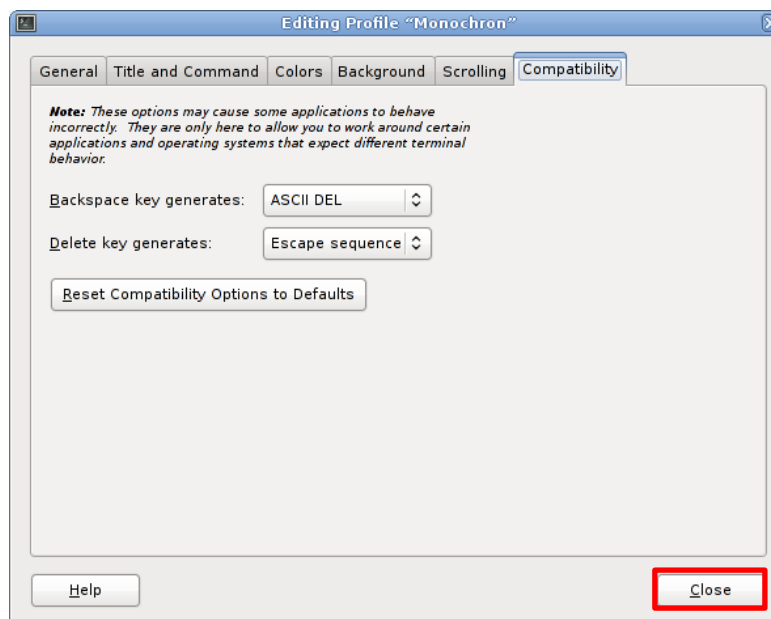 Editing Profile “Monochron”
General Title and Command Colors Background Scrolling Compatibility
Note: These options may cause some applications to behave
incorrectly. They are only here to allow you to work around certain
applications and operating systems that expect different terminal
behavior.
Backspace key generates: ASCII DEL
Delete key generates: Escape sequence
Reset Compatibility Options to Defaults
Help Close